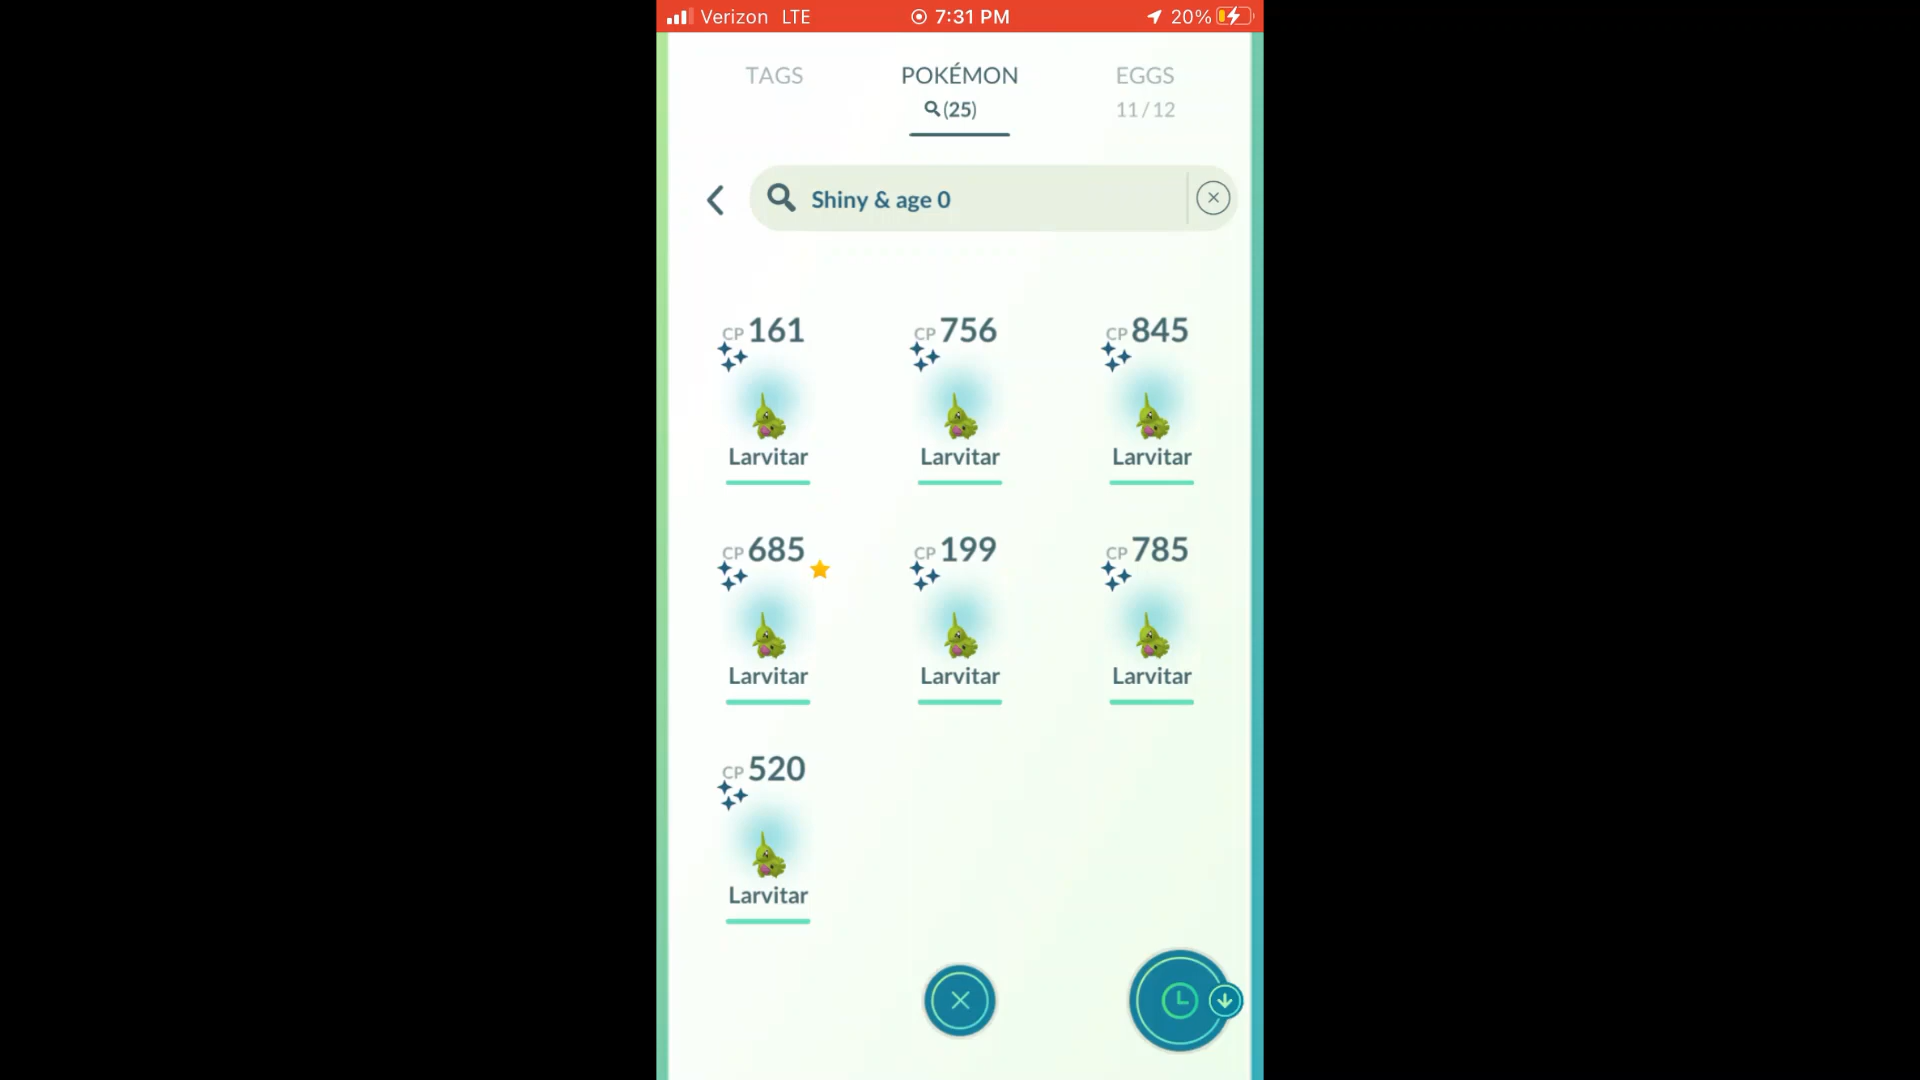 Verizon LTE 7:31 PM 20%
TAGS POKÉMON EGGS
(25) 11/12
Shiny & age 0
CP 161 CP 756 CP 845
Larvitar Larvitar Larvitar
CP 685 CP 199 CP 785
Larvitar Larvitar Larvitar
CP 520
Larvitar